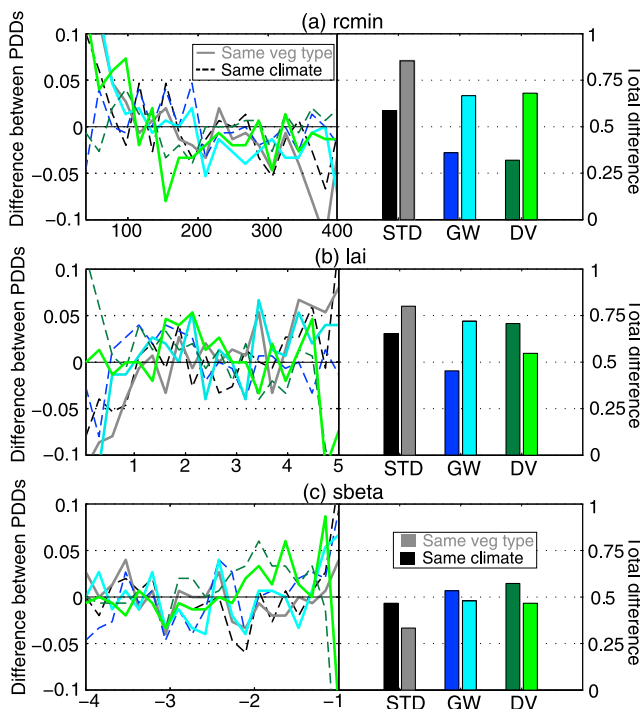 (a) rcmin
Difference between PDDs
0.1
0.05
0
−0.05
−0.1
Same veg type
Same climate
100
200
300
400
STD
GW
DV
1
0.75
0.5
0.25
0
Total difference
(b) lai
Difference between PDDs
0.1
0.05
0
−0.05
−0.1
1
2
3
4
5
STD
GW
DV
1
0.75
0.5
0.25
0
Total difference
(c) sbeta
Difference between PDDs
0.1
0.05
0
−0.05
−0.1
−4
−3
−2
−1
Same veg type
Same climate
STD
GW
DV
1
0.75
0.5
0.25
0
Total difference